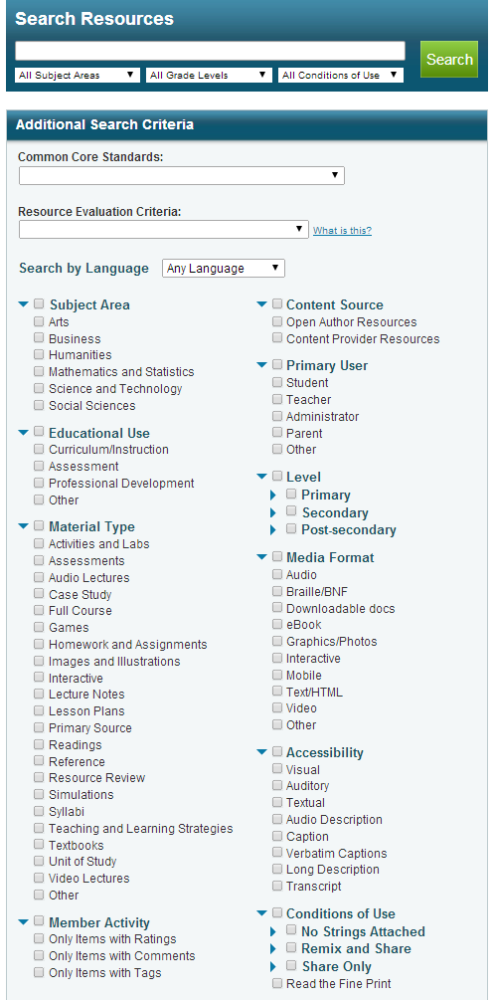 Search Resources
All Subject Areas All Grade Levels All Conditions of Use Search
Additional Search Criteria
Common Core Standards:
Resource Evaluation Criteria:
What is this?
Search by Language Any Language
Subject Area
Arts
Business
Humanities
Mathematics and Statistics
Science and Technology
Social Sciences
Educational Use
Curriculum/Instruction
Assessment
Professional Development
Other
Material Type
Activities and Labs
Assessments
Audio Lectures
Case Study
Full Course
Games
Homework and Assignments
Images and Illustrations
Interactive
Lecture Notes
Lesson Plans
Primary Source
Readings
Reference
Resource Review
Simulations
Syllabi
Teaching and Learning Strategies
Textbooks
Unit of Study
Video Lectures
Other
Member Activity
Only Items with Ratings
Only Items with Comments
Only Items with Tags
Content Source
Open Author Resources
Content Provider Resources
Primary User
Student
Teacher
Administrator
Parent
Other
Level
Primary
Secondary
Post-secondary
Media Format
Audio
Braille/BNF
Downloadable docs
eBook
Graphics/Photos
Interactive
Mobile
Text/HTML
Video
Other
Accessibility
Visual
Auditory
Textual
Audio Description
Caption
Verbatim Captions
Long Description
Transcript
Conditions of Use
No Strings Attached
Remix and Share
Share Only
Read the Fine Print